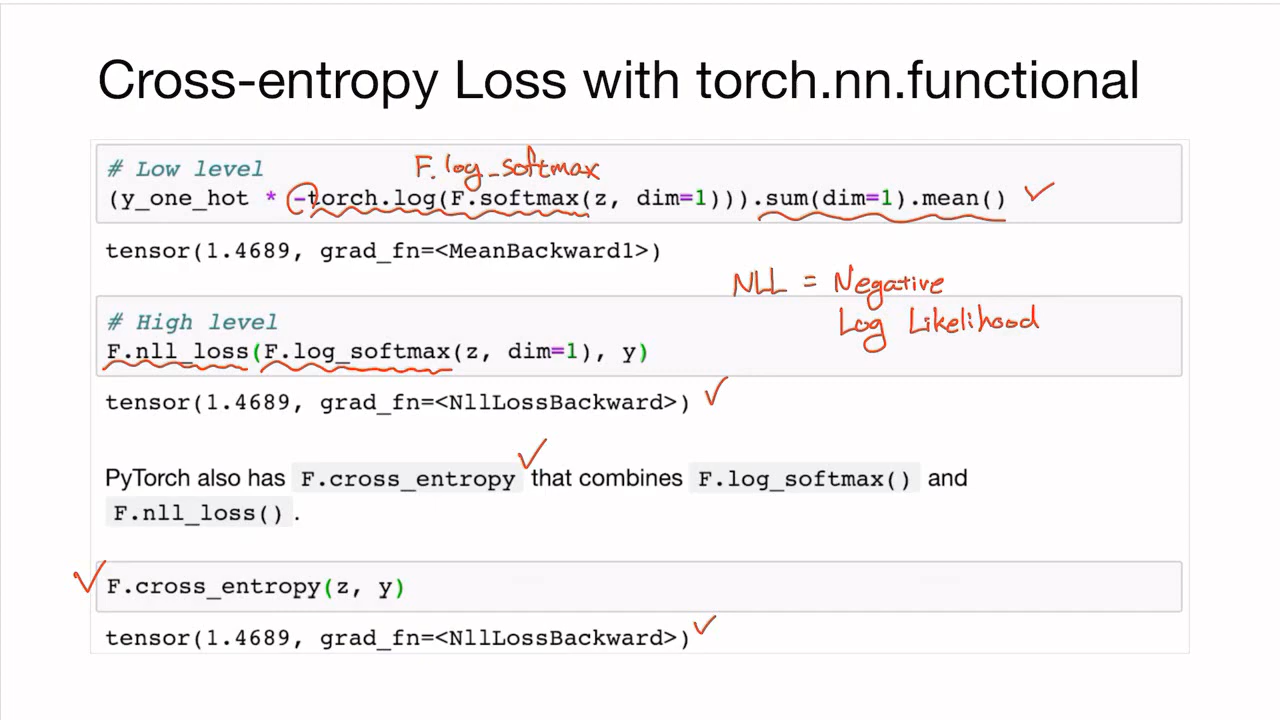 Cross-entropy Loss with torch.nn.functional
# Low level
F.log_softmax
(y_one_hot * -torch.log(F.softmax(z, dim=1))).sum(dim=1).mean()
tensor(1.4689, grad_fn=<MeanBackward1>)
NLL = Negative
Log Likelihood
# High level
F.nll_loss(F.log_softmax(z, dim=1), y)
tensor(1.4689, grad_fn=<NllLossBackward>)
PyTorch also has F.cross_entropy that combines F.log_softmax() and
F.nll_loss().
F.cross_entropy(z, y)
tensor(1.4689, grad_fn=<NllLossBackward>)